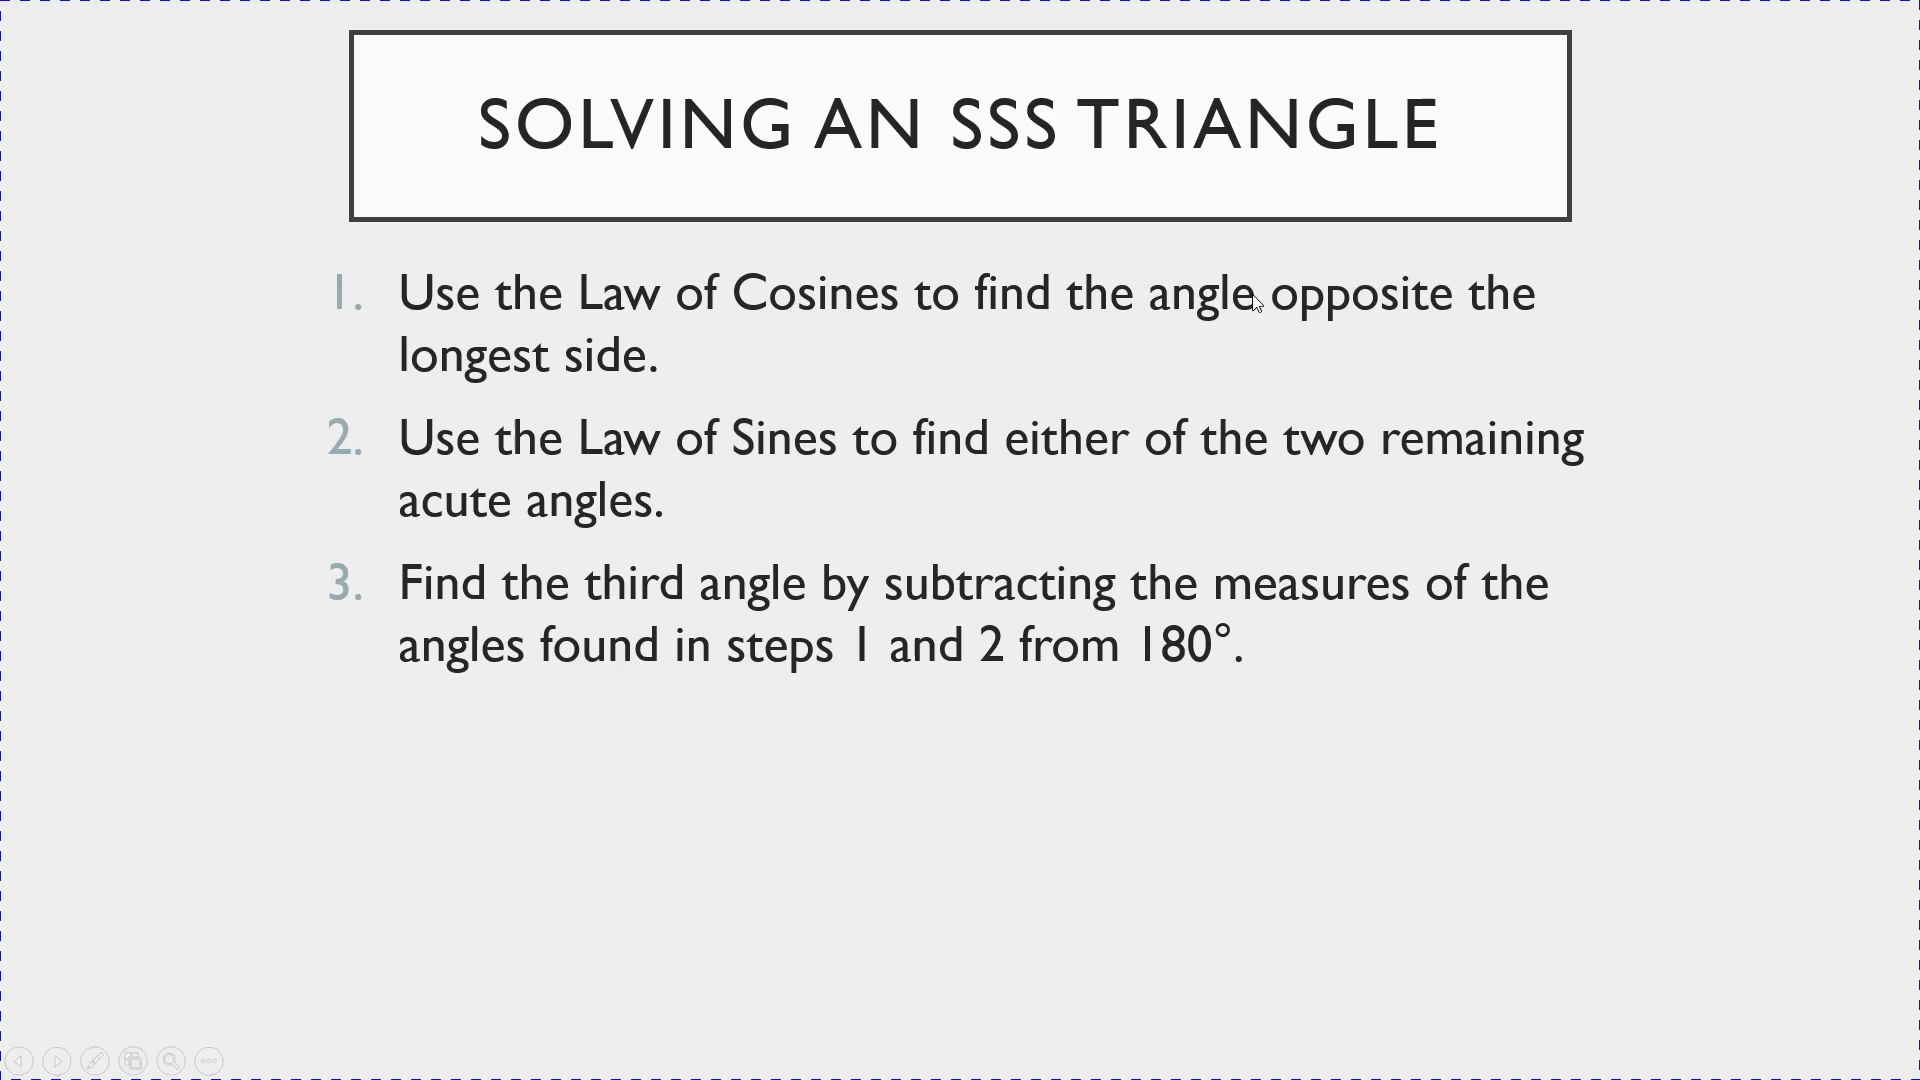 SOLVING AN SSS TRIANGLE
1. Use the Law of Cosines to find the angle opposite the
longest side.
2. Use the Law of Sines to find either of the two remaining
acute angles.
3. Find the third angle by subtracting the measures of the
angles found in steps 1 and 2 from 180°.